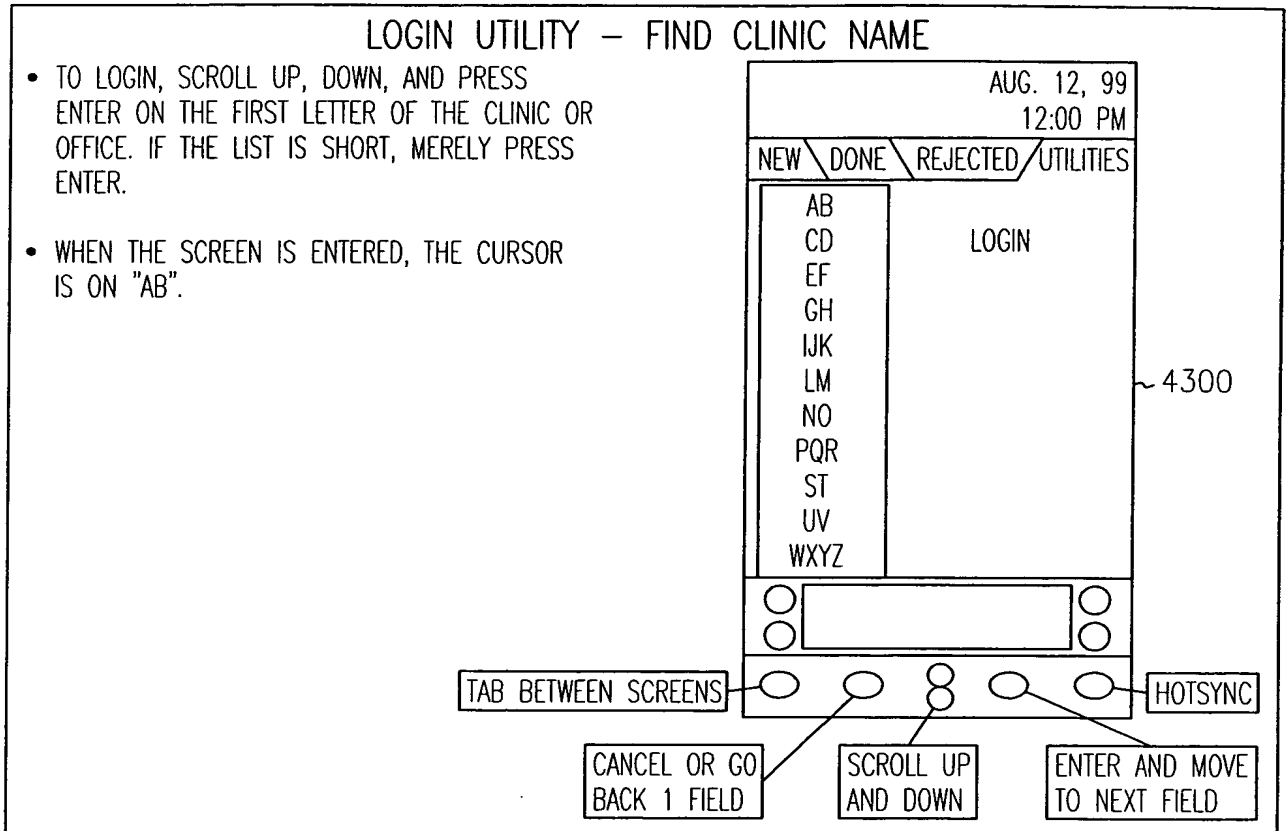 LOGIN UTILITY – FIND CLINIC NAME
• TO LOGIN, SCROLL UP, DOWN, AND PRESS
ENTER ON THE FIRST LETTER OF THE CLINIC OR
OFFICE. IF THE LIST IS SHORT, MERELY PRESS
ENTER.
• WHEN THE SCREEN IS ENTERED, THE CURSOR
IS ON "AB".
AUG. 12, 99
12:00 PM
NEW DONE REJECTED UTILITIES
AB
CD
EF
GH
IJK
LM
NO
PQR
ST
UV
WXYZ
LOGIN
4300
TAB BETWEEN SCREENS
HOTSYNC
CANCEL OR GO
BACK 1 FIELD
SCROLL UP
AND DOWN
ENTER AND MOVE
TO NEXT FIELD